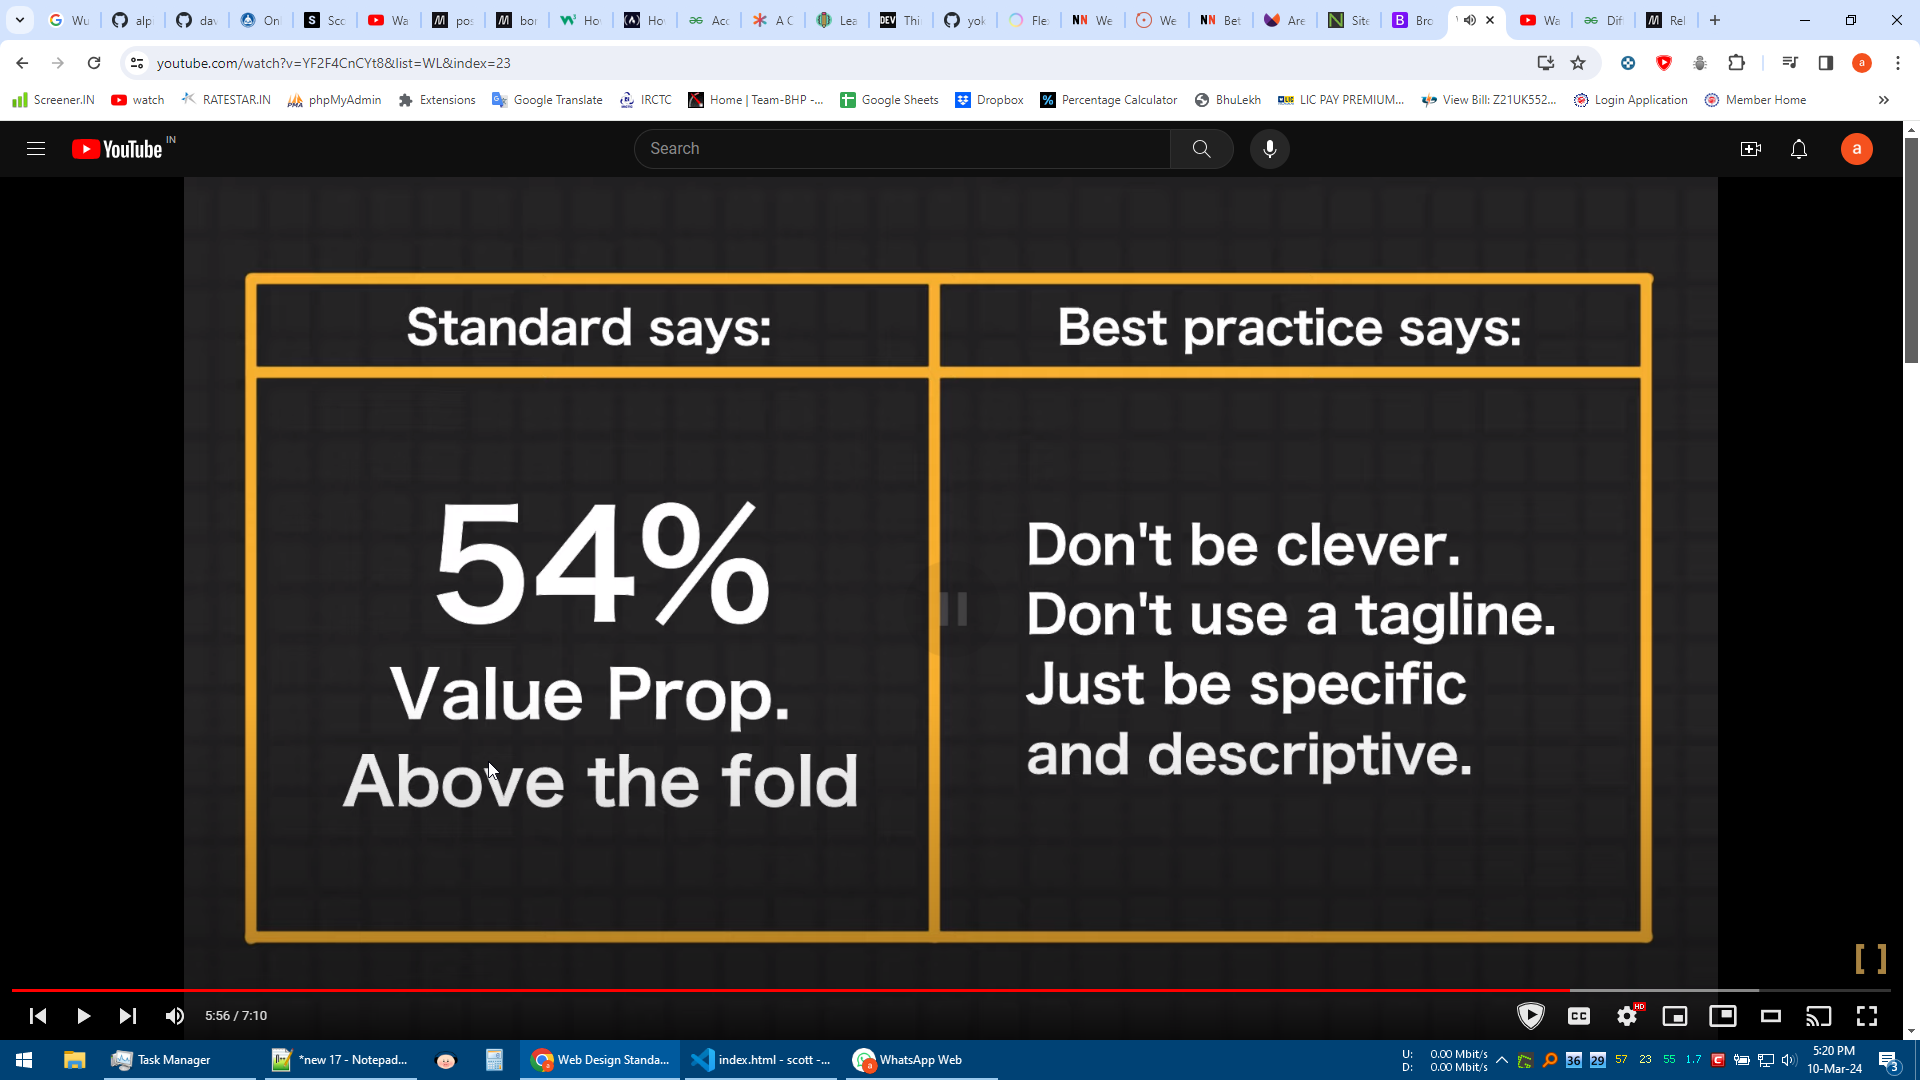 Wu
alp
dav
Onl
Sco
Wa
pos
bor
Ho
Ho
Acc
A C
Lea
Thi
yok
Fle
We
We
Bet
Are
Site
Bro
Wa
Dif
Rel
youtube.com/watch?v=YF2F4CnCYt8&list=WL&index=23
Screener.IN
watch
RATESTAR.IN
phpMyAdmin
Extensions
Google Translate
IRCTC
Home | Team-BHP -...
Google Sheets
Dropbox
Percentage Calculator
BhuLekh
LIC PAY PREMIUM...
View Bill: Z21UK552...
Login Application
Member Home
YouTube IN
Search
a
Standard says:
Best practice says:
54%
Value Prop.
Above the fold
Don't be clever.
Don't use a tagline.
Just be specific
and descriptive.
[ ]
5:56 / 7:10
CC
HD
Task Manager
*new 17 - Notepad...
Web Design Standa...
index.html - scott -...
WhatsApp Web
U: 0.00 Mbit/s
D: 0.00 Mbit/s
36
29
57
23
55
1.7
5:20 PM
10-Mar-24
3